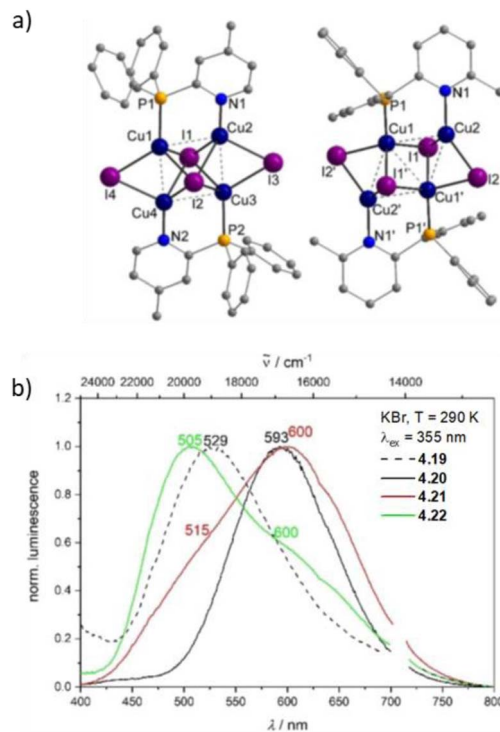 a)
P1
N1
I1
Cu1
Cu2
I4
I2
I3
Cu4
Cu3
N2
P2
P1
N1
Cu1
Cu2
I2'
I1
I1'
I2
Cu2'
Cu1'
N1'
P1'
b)
ṽ / cm⁻¹
24000 22000 20000 18000 16000 14000
1.2
1.0
0.8
0.6
0.4
0.2
0.0
norm. luminescence
505
529
593
600
515
600
KBr, T = 290 K
λex = 355 nm
4.19
4.20
4.21
4.22
400 450 500 550 600 650 700 750 800
λ / nm